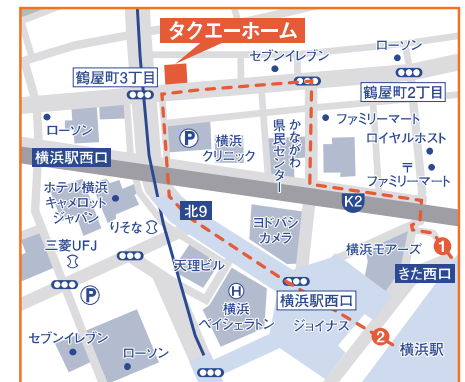 タクエーホーム
セブンイレブン
ローソン
鶴屋町3丁目
鶴屋町2丁目
ローソン
P
横浜
クリニック
かながわ
県民センター
ファミリーマート
ロイヤルホスト
〒
ファミリーマート
横浜駅西口
K2
ホテル横浜
キャメロット
ジャパン
北9
ヨドバシ
カメラ
横浜モアーズ
1
きた西口
りそな
三菱UFJ
天理ビル
P
H
横浜
ベイシェラトン
横浜駅西口
ジョイナス
2
横浜駅
セブンイレブン
ローソン